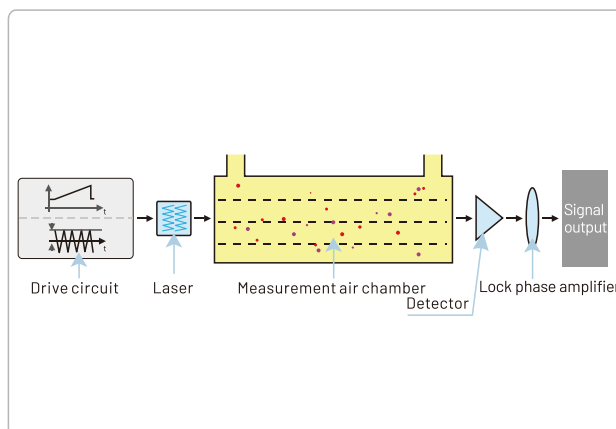 t
t
Signal
output
Drive circuit
Laser
Measurement air chamber
Lock phase amplifier
Detector